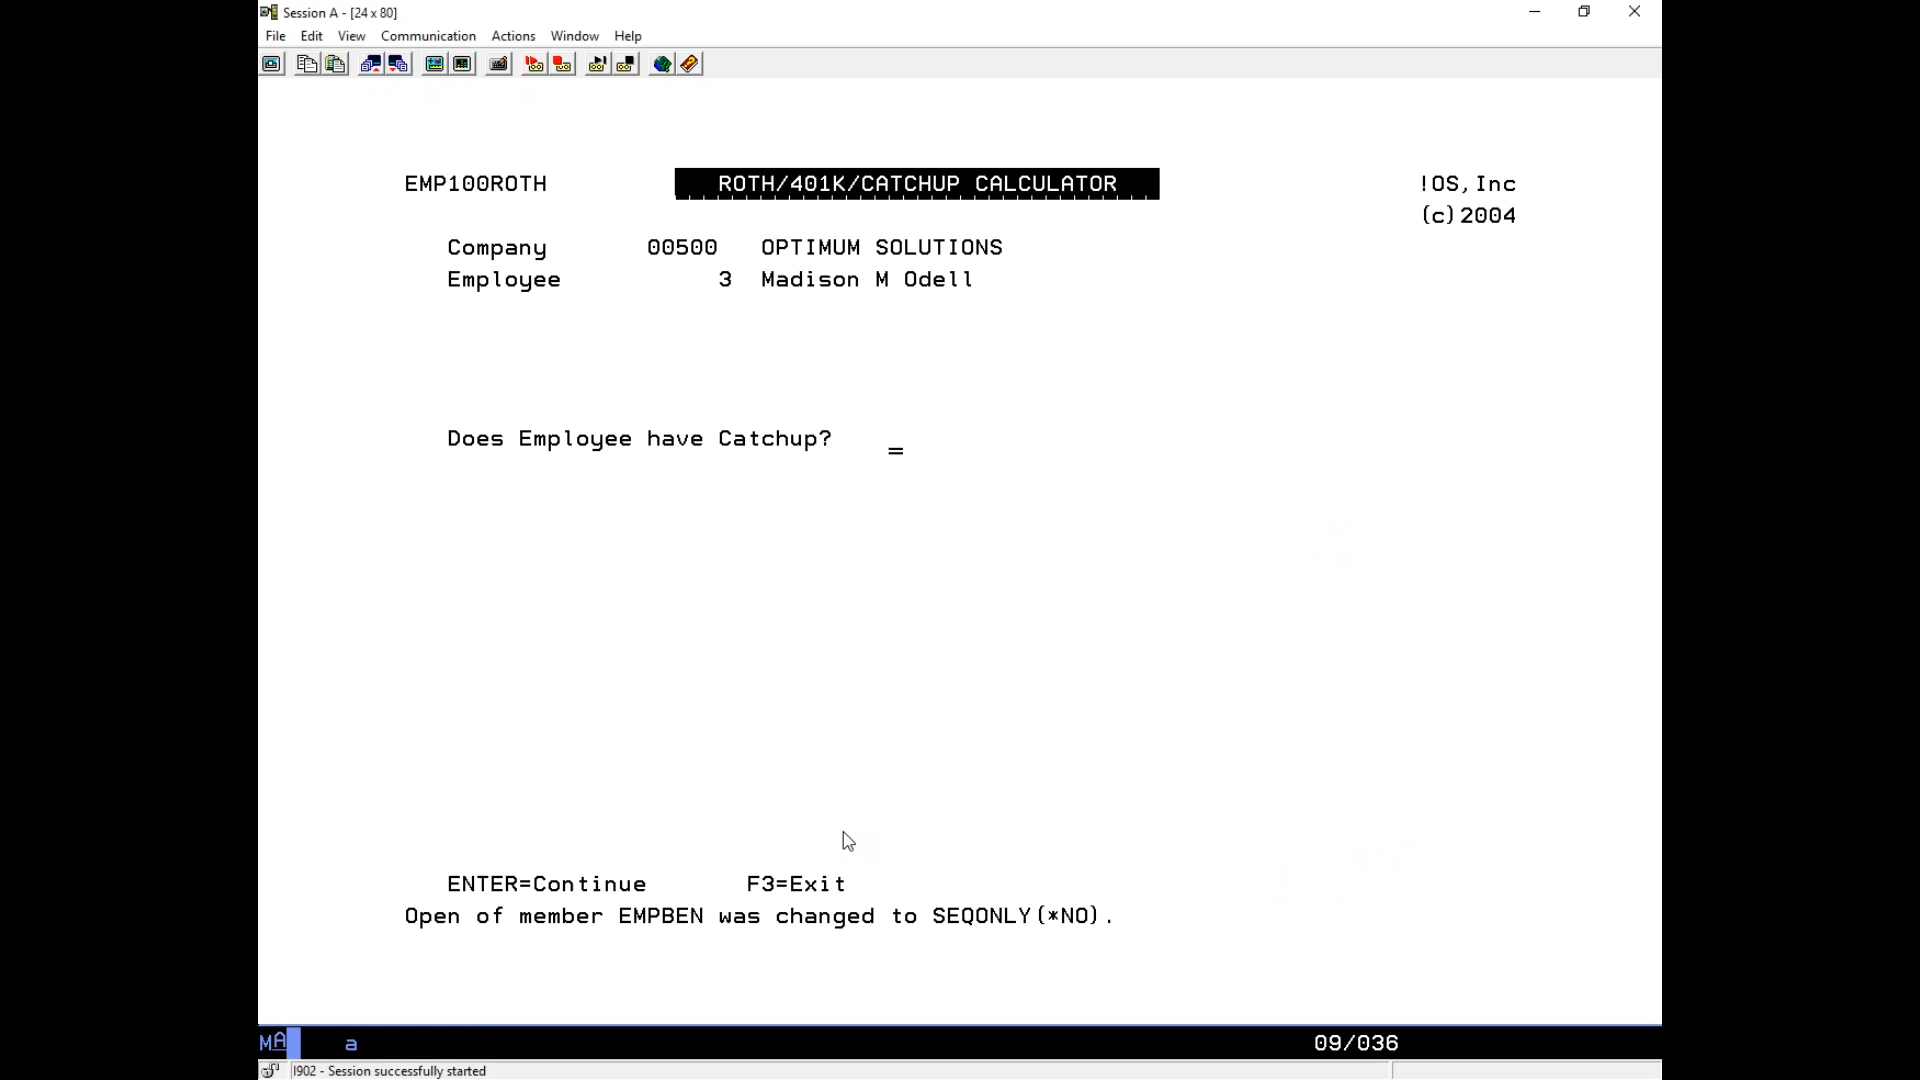 Session A - [24 x 80]
File Edit View Communication Actions Window Help
EMP100ROTH ROTH/401K/CATCHUP CALCULATOR !OS,Inc
(c)2004
Company 00500 OPTIMUM SOLUTIONS
Employee 3 Madison M Odell
Does Employee have Catchup?
ENTER=Continue F3=Exit
Open of member EMPBEN was changed to SEQONLY(*NO).
MA a 09/036
I902 - Session successfully started